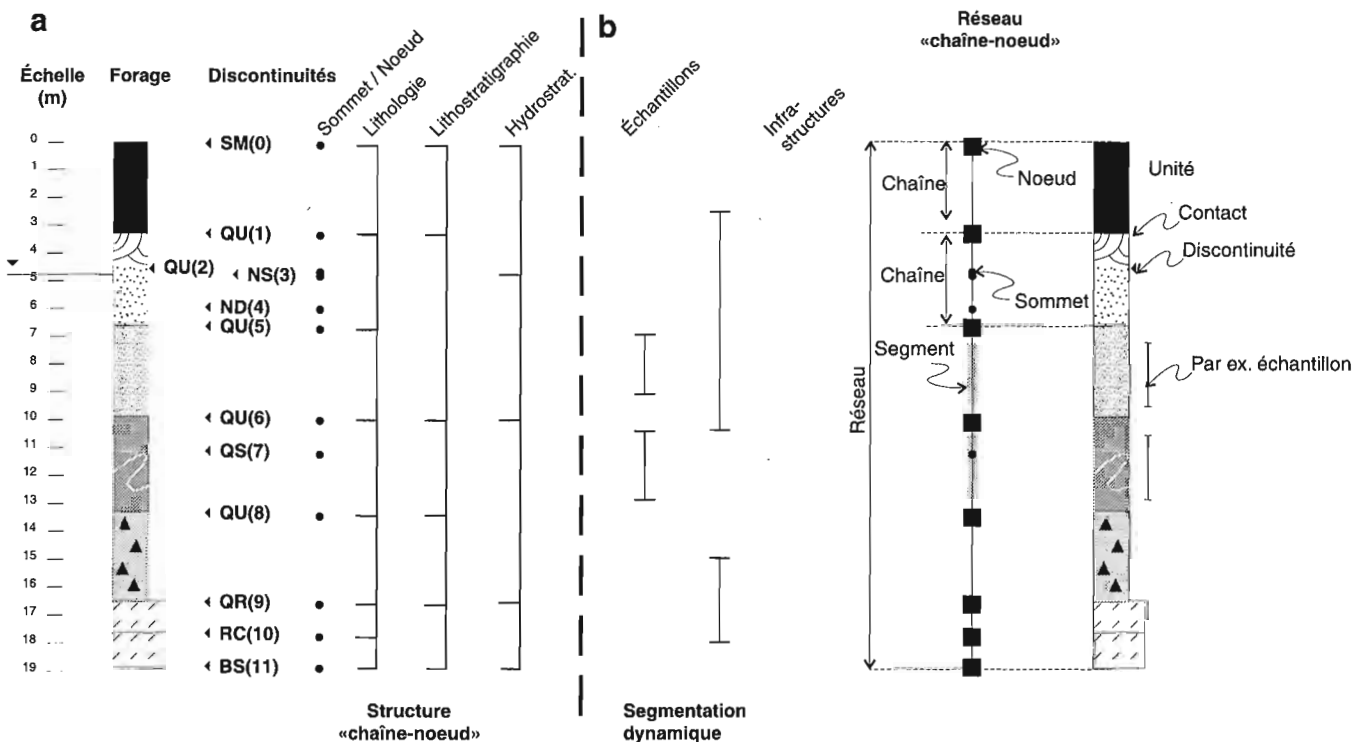 a
Échelle
(m)
Forage
Discontinuités
Sommet / Noeud
Lithologie
Lithostratigraphie
Hydrostrat.
0
1
2
3
4
5
6
7
8
9
10
11
12
13
14
15
16
17
18
19
SM(0)
QU(1)
QU(2)
NS(3)
ND(4)
QU(5)
QU(6)
QS(7)
QU(8)
QR(9)
RC(10)
BS(11)
Structure
«chaîne-noeud»
b
Échantillons
Infra-
structures
Segmentation
dynamique
Réseau
«chaîne-noeud»
Chaîne
Noeud
Unité
Contact
Chaîne
Discontinuité
Sommet
Segment
Par ex. échantillon
Réseau